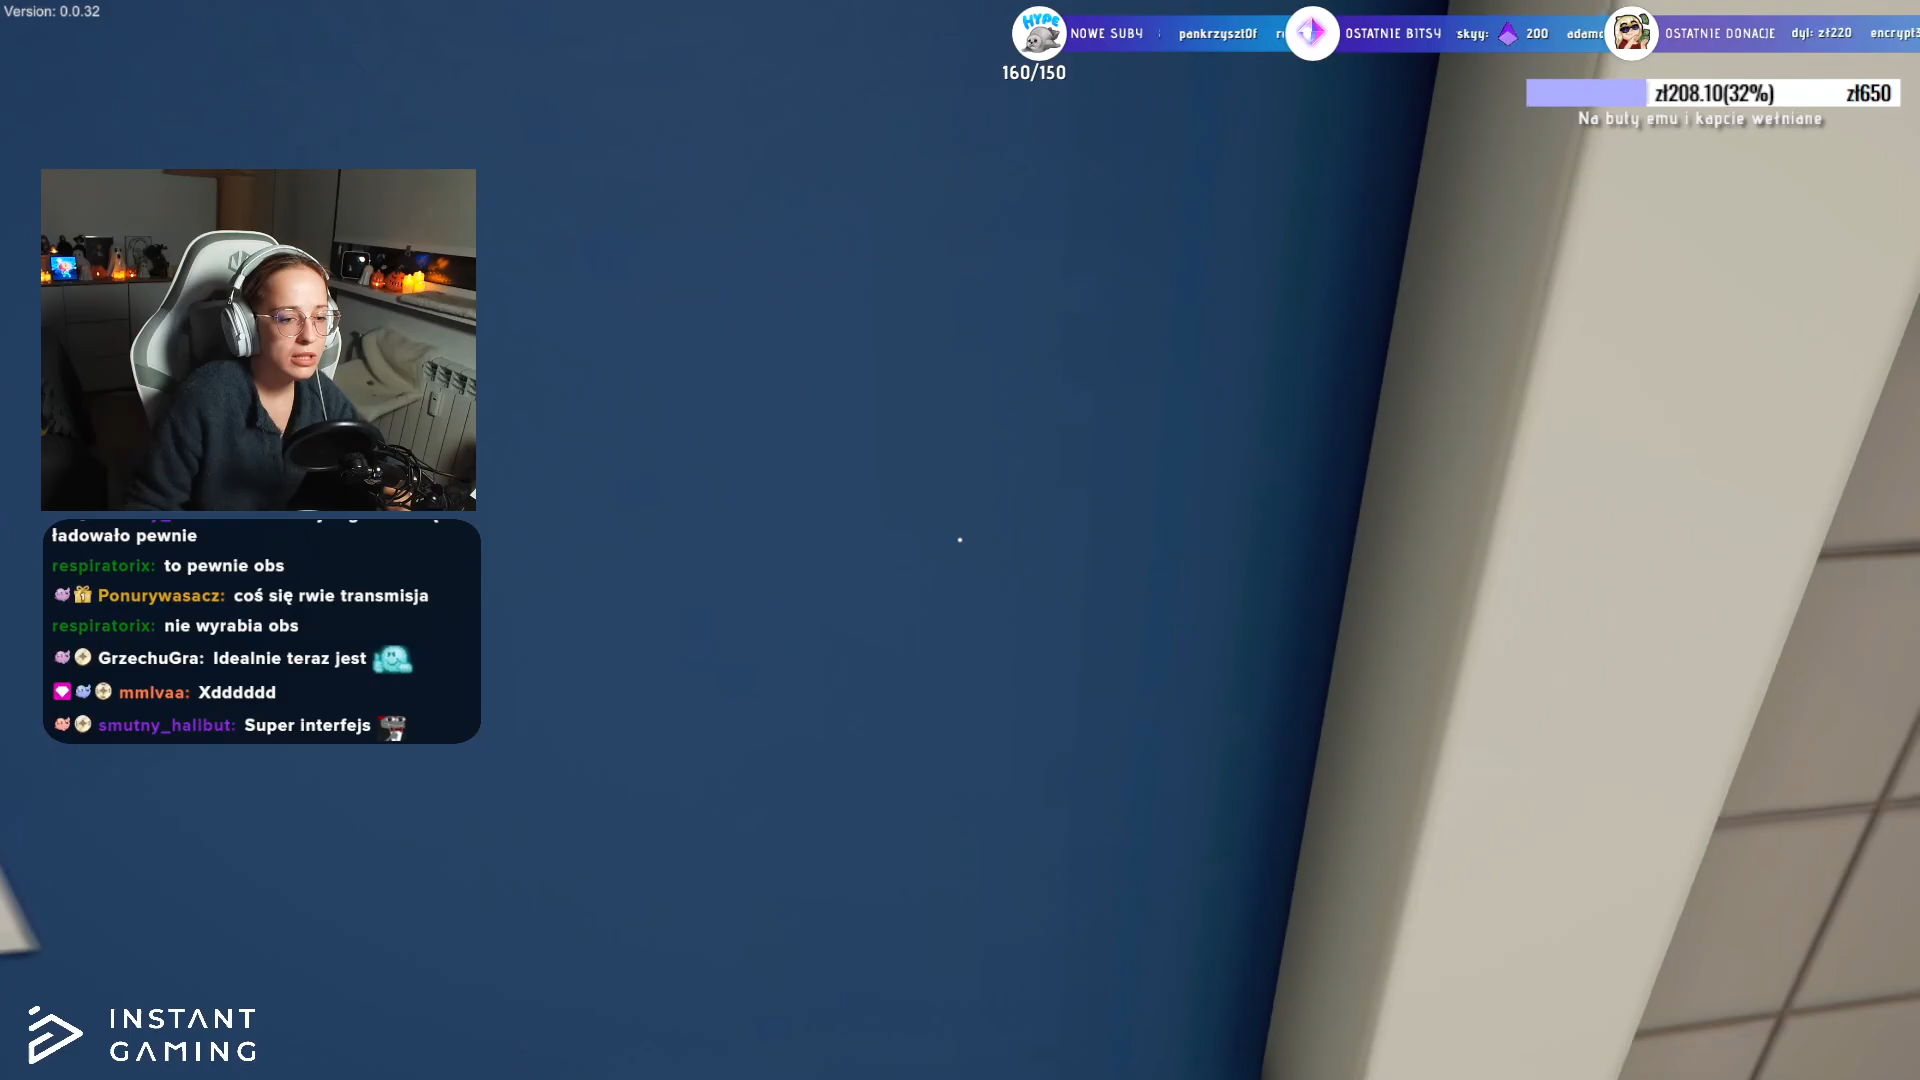 Version: 0.0.32
NOWE SUBY : pankrzyszt0f
OSTATNIE BITSY skyy: 200
OSTATNIE DONACJE dyl: zł220
160/150
zł208.10(32%) zł650
Na buty emu i kapcie wełniane
ładowało pewnie
respiratorix: to pewnie obs
Ponurywasacz: coś się rwie transmisja
respiratorix: nie wyrabia obs
GrzechuGra: Idealnie teraz jest
mmlvaa: Xdddddd
smutny_hallbut: Super interfejs
INSTANT
GAMING